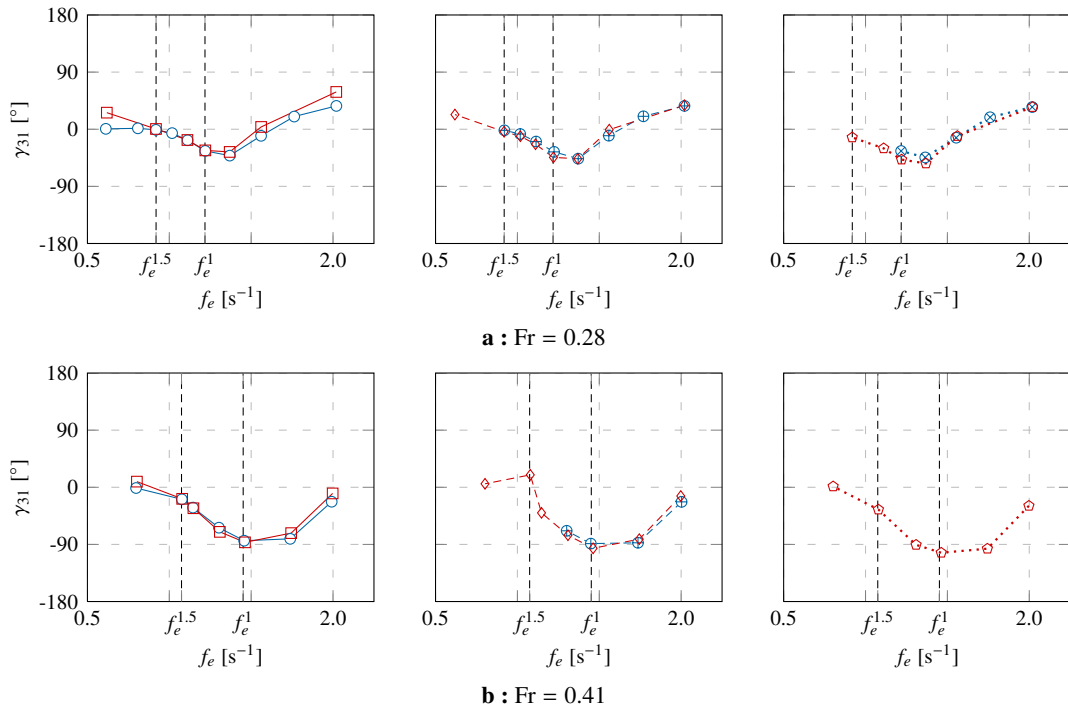 180
90
0
-90
-180
γ₃₁ [°]
0.5 f_e^{1.5} f_e^1 2.0
f_e [s⁻¹]
0.5 f_e^{1.5} f_e^1 2.0
f_e [s⁻¹]
0.5 f_e^{1.5} f_e^1 2.0
f_e [s⁻¹]
a : Fr = 0.28
180
90
0
-90
-180
γ₃₁ [°]
0.5 f_e^{1.5} f_e^1 2.0
f_e [s⁻¹]
0.5 f_e^{1.5} f_e^1 2.0
f_e [s⁻¹]
0.5 f_e^{1.5} f_e^1 2.0
f_e [s⁻¹]
b : Fr = 0.41